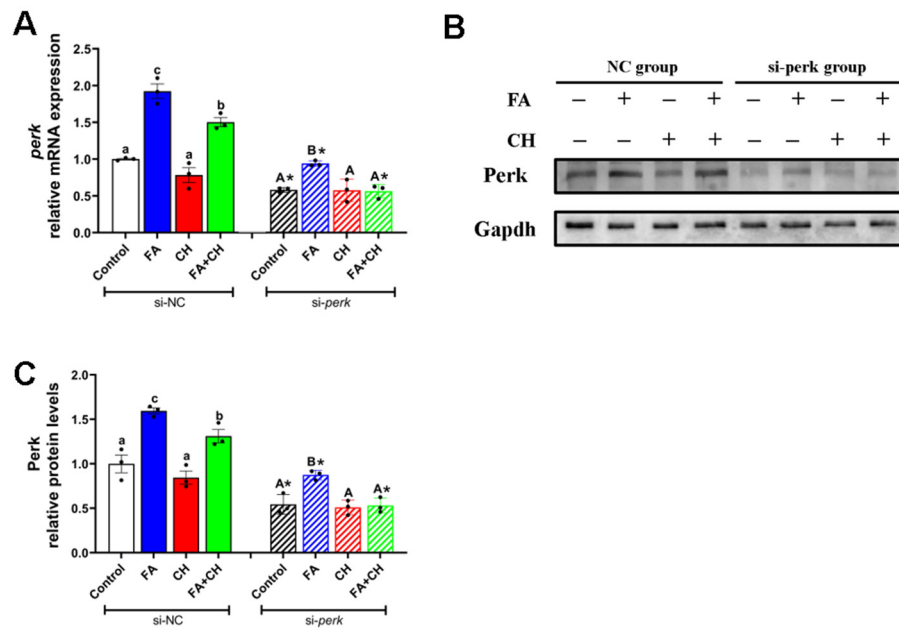 A
perk
relative mRNA expression
2.5
2.0
1.5
1.0
0.5
0.0
a
c
a
b
A*
B*
A
A*
Control
FA
CH
FA+CH
Control
FA
CH
FA+CH
si-NC
si-perk
B
NC group
si-perk group
FA
− + − + − + − +
CH
− − + + − − + +
Perk
Gapdh
C
Perk
relative protein levels
2.0
1.5
1.0
0.5
0.0
a
c
a
b
A*
B*
A
A*
Control
FA
CH
FA+CH
Control
FA
CH
FA+CH
si-NC
si-perk